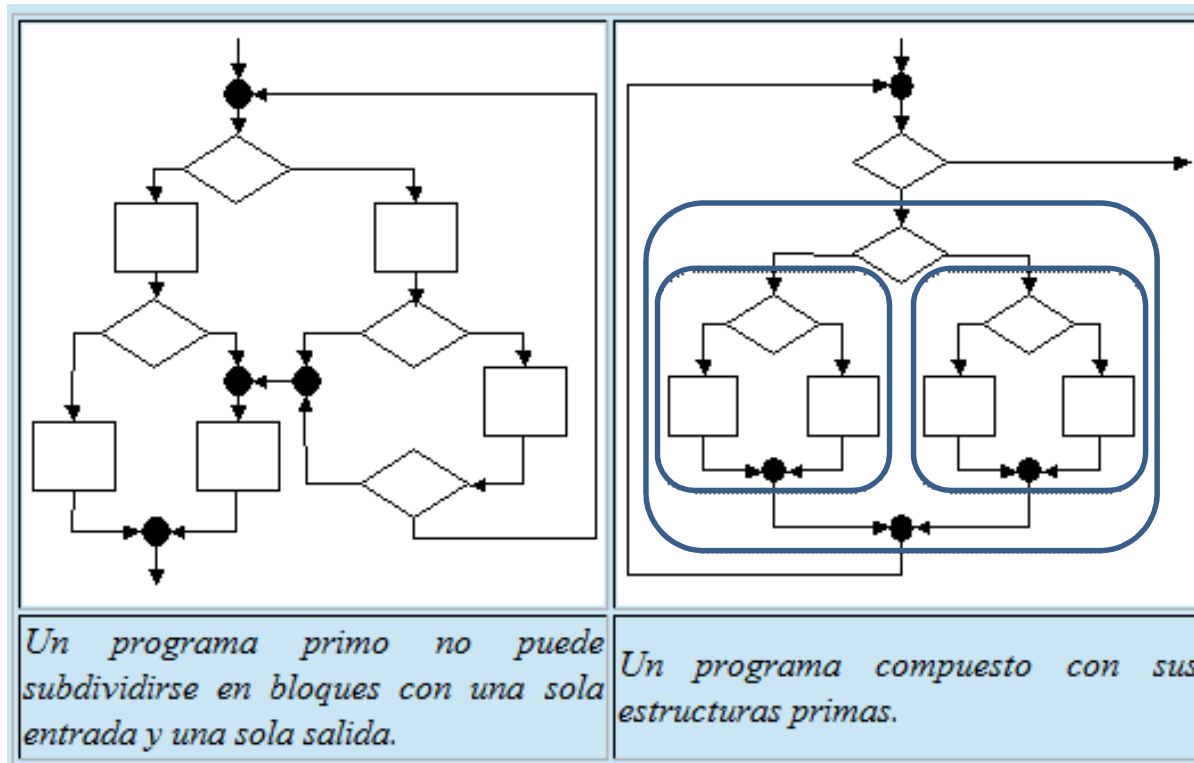 Un programa primo no puede
subdividirse en bloques con una sola
entrada y una sola salida.
Un programa compuesto con sus
estructuras primas.